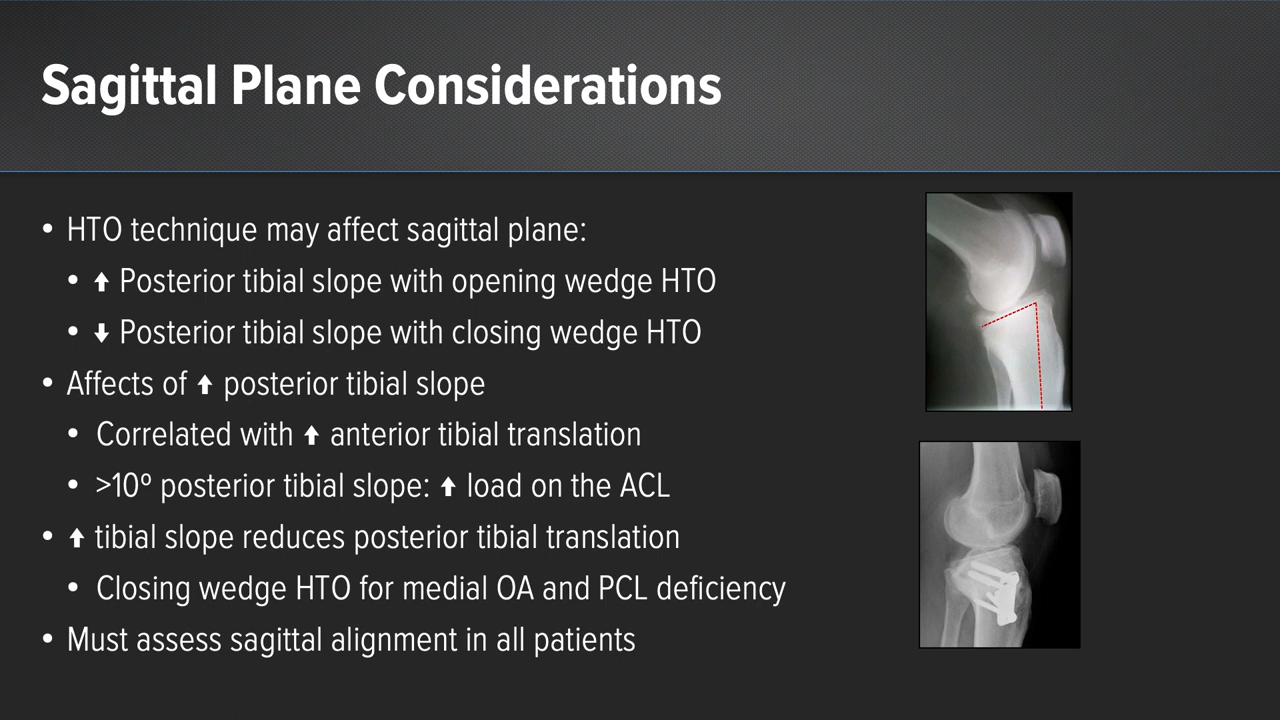 Sagittal Plane Considerations
• HTO technique may affect sagittal plane:
• ⬆ Posterior tibial slope with opening wedge HTO
• ⬇ Posterior tibial slope with closing wedge HTO
• Affects of ⬆ posterior tibial slope
• Correlated with ⬆ anterior tibial translation
• >10º posterior tibial slope: ⬆ load on the ACL
• ⬆ tibial slope reduces posterior tibial translation
• Closing wedge HTO for medial OA and PCL deficiency
• Must assess sagittal alignment in all patients